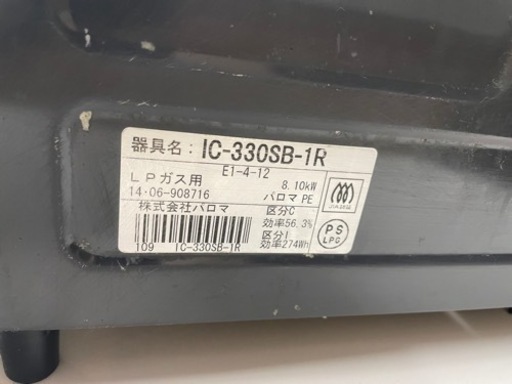 器具名： IC-330SB-1R
E1-4-12
LPガス用 8.10kW
14・06-908716 パロマ PE
株式会社パロマ 区分C
効率56.3%
区分I
効率274Wh
109 IC-330SB-1R
PS
LPG